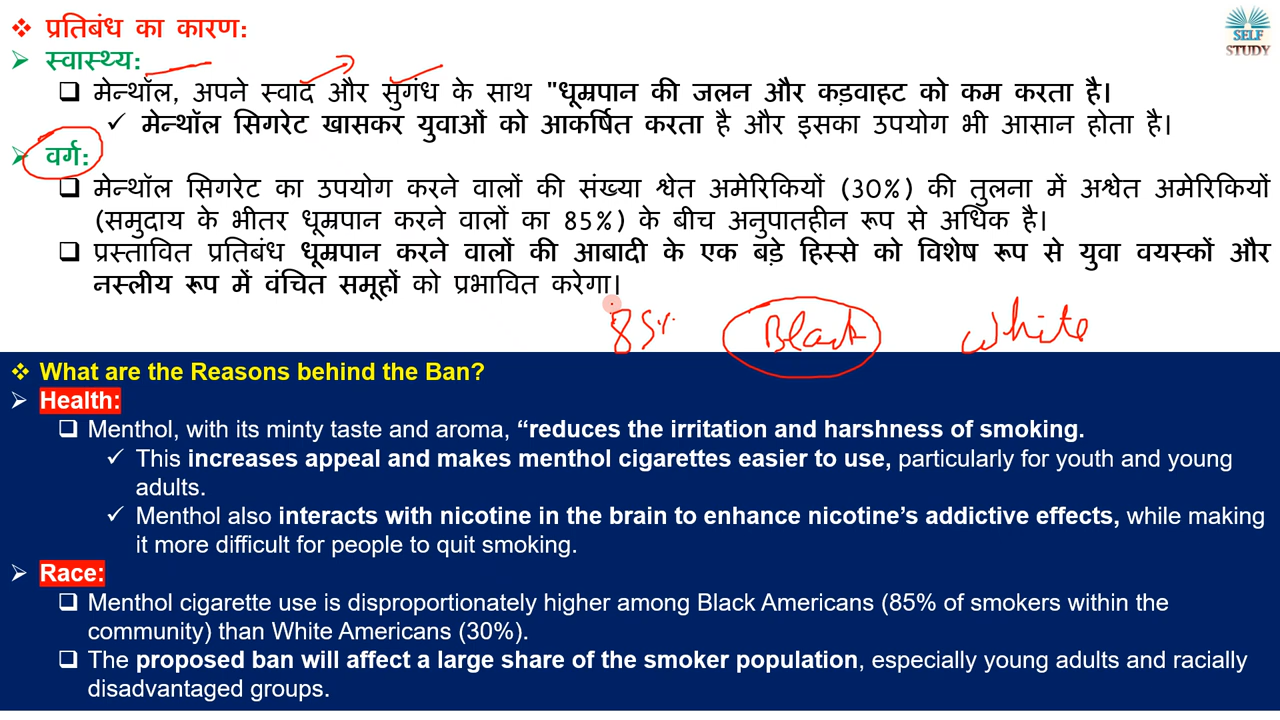 ❖ प्रतिबंध का कारण:
SELF
STUDY
➤ स्वास्थ्य:
❑ मेन्थॉल, अपने स्वाद और सुगंध के साथ "धूम्रपान की जलन और कड़वाहट को कम करता है।
✓ मेन्थॉल सिगरेट खासकर युवाओं को आकर्षित करता है और इसका उपयोग भी आसान होता है।
➤ वर्ग:
❑ मेन्थॉल सिगरेट का उपयोग करने वालों की संख्या श्वेत अमेरिकियों (30%) की तुलना में अश्वेत अमेरिकियों
(समुदाय के भीतर धूम्रपान करने वालों का 85%) के बीच अनुपातहीन रूप से अधिक है।
❑ प्रस्तावित प्रतिबंध धूम्रपान करने वालों की आबादी के एक बड़े हिस्से को विशेष रूप से युवा वयस्कों और
नस्लीय रूप में वंचित समूहों को प्रभावित करेगा।
85% Black White
❖ What are the Reasons behind the Ban?
➤ Health:
❑ Menthol, with its minty taste and aroma, “reduces the irritation and harshness of smoking.
✓ This increases appeal and makes menthol cigarettes easier to use, particularly for youth and young
adults.
✓ Menthol also interacts with nicotine in the brain to enhance nicotine’s addictive effects, while making
it more difficult for people to quit smoking.
➤ Race:
❑ Menthol cigarette use is disproportionately higher among Black Americans (85% of smokers within the
community) than White Americans (30%).
❑ The proposed ban will affect a large share of the smoker population, especially young adults and racially
disadvantaged groups.